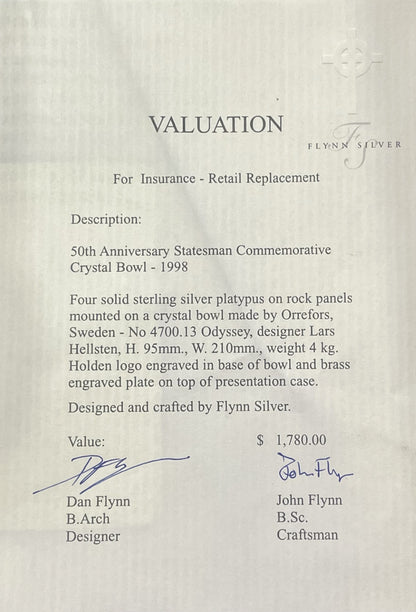 VALUATION
FS
FLYNN SILVER
For Insurance - Retail Replacement
Description:
50th Anniversary Statesman Commemorative
Crystal Bowl - 1998
Four solid sterling silver platypus on rock panels
mounted on a crystal bowl made by Orrefors,
Sweden - No 4700.13 Odyssey, designer Lars
Hellsten, H. 95mm., W. 210mm., weight 4 kg.
Holden logo engraved in base of bowl and brass
engraved plate on top of presentation case.
Designed and crafted by Flynn Silver.
Value: $ 1,780.00
John Flynn
Dan Flynn John Flynn
B.Arch B.Sc.
Designer Craftsman